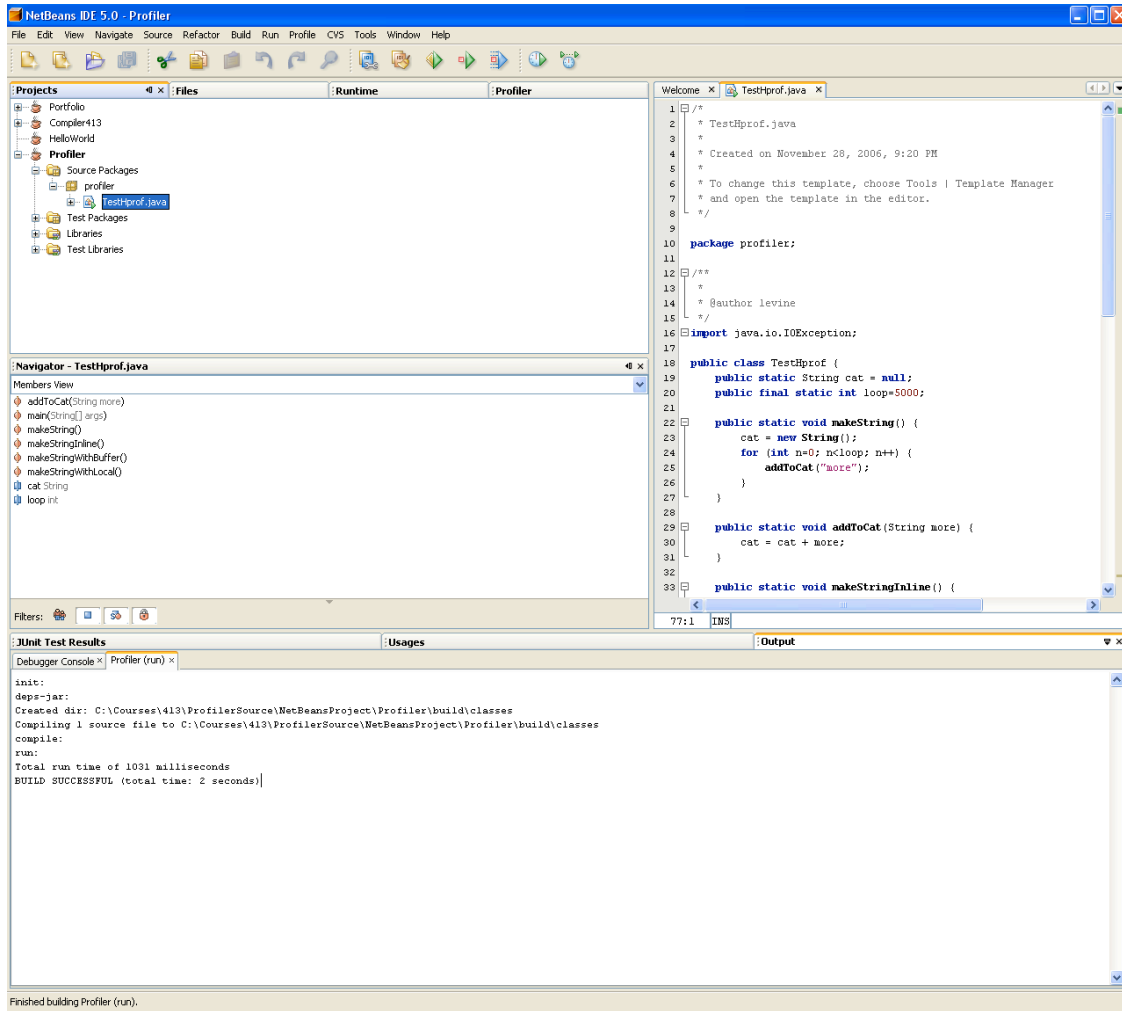 NetBeans IDE 5.0 - Profiler
File Edit View Navigate Source Refactor Build Run Profile CVS Tools Window Help
Projects
Files
Runtime
Profiler
Portfolio
Compiler413
HelloWorld
Profiler
Source Packages
profiler
TestHprof.java
Test Packages
Libraries
Test Libraries
Navigator - TestHprof.java
Members View
addToCat(String more)
main(String[] args)
makeString()
makeStringInline()
makeStringWithBuffer()
makeStringWithLocal()
cat String
loop int
Filters:
Welcome
TestHprof.java
1 /*
2 * TestHprof.java
3 *
4 * Created on November 28, 2006, 9:20 PM
5 *
6 * To change this template, choose Tools | Template Manager
7 * and open the template in the editor.
8 */
9
10 package profiler;
11
12 /**
13 *
14 * @author levine
15 */
16 import java.io.IOException;
17
18 public class TestHprof {
19 public static String cat = null;
20 public final static int loop=5000;
21
22 public static void makeString() {
23 cat = new String();
24 for (int n=0; n<loop; n++) {
25 addToCat("more");
26 }
27 }
28
29 public static void addToCat(String more) {
30 cat = cat + more;
31 }
32
33 public static void makeStringInline() {
77:1 INS
JUnit Test Results
Usages
Output
Debugger Console
Profiler (run)
init:
deps-jar:
Created dir: C:\Courses\413\ProfilerSource\NetBeansProject\Profiler\build\classes
Compiling 1 source file to C:\Courses\413\ProfilerSource\NetBeansProject\Profiler\build\classes
compile:
run:
Total run time of 1031 milliseconds
BUILD SUCCESSFUL (total time: 2 seconds)
Finished building Profiler (run).